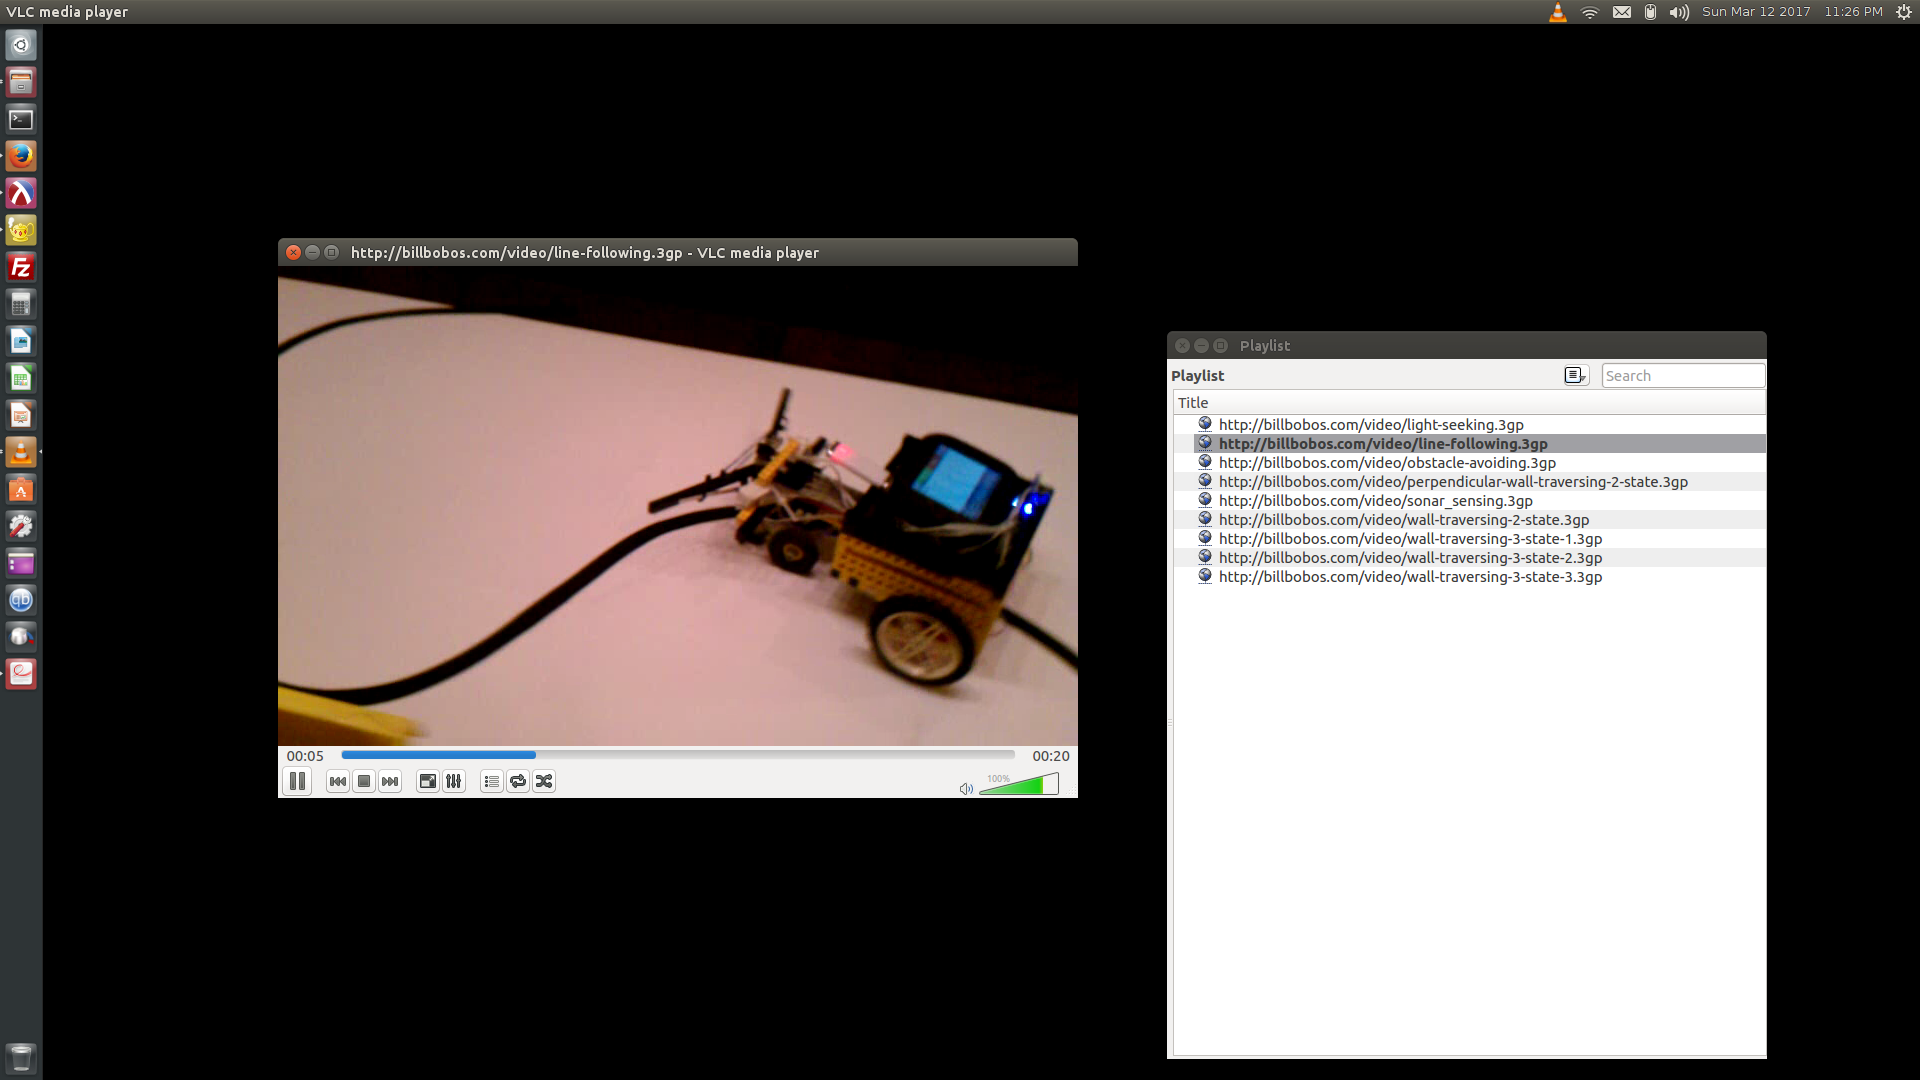 VLC media player
Sun Mar 12 2017 11:26 PM
http://billbobos.com/video/line-following.3gp - VLC media player
00:05
00:20
100%
Playlist
Playlist
Search
Title
http://billbobos.com/video/light-seeking.3gp
http://billbobos.com/video/line-following.3gp
http://billbobos.com/video/obstacle-avoiding.3gp
http://billbobos.com/video/perpendicular-wall-traversing-2-state.3gp
http://billbobos.com/video/sonar_sensing.3gp
http://billbobos.com/video/wall-traversing-2-state.3gp
http://billbobos.com/video/wall-traversing-3-state-1.3gp
http://billbobos.com/video/wall-traversing-3-state-2.3gp
http://billbobos.com/video/wall-traversing-3-state-3.3gp
Fz
qb